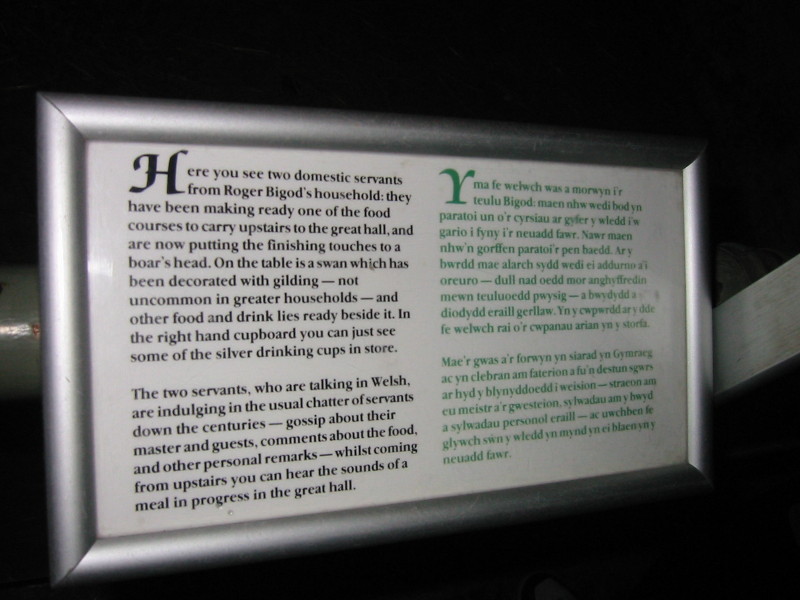 Here you see two domestic servants
from Roger Bigod's household: they
have been making ready one of the food
courses to carry upstairs to the great hall, and
are now putting the finishing touches to a
boar's head. On the table is a swan which has
been decorated with gilding — not
uncommon in greater households — and
other food and drink lies ready beside it. In
the right hand cupboard you can just see
some of the silver drinking cups in store.
The two servants, who are talking in Welsh,
are indulging in the usual chatter of servants
down the centuries — gossip about their
master and guests, comments about the food,
and other personal remarks — whilst coming
from upstairs you can hear the sounds of a
meal in progress in the great hall.
Yma fe welwch was a morwyn i'r
teulu Bigod: maen nhw wedi bod yn
paratoi un o'r cyrsiau ar gyfer y wledd i'w
gario i fyny i'r neuadd fawr. Nawr maen
nhw'n gorffen paratoi'r pen baedd. Ar y
bwrdd mae alarch sydd wedi ei addurno a'i
oreuro — dull nad oedd mor anghyffredin
mewn teuluoedd pwysig — a bwydydd a
diodydd eraill gerllaw. Yn y cwpwrdd ar y dde
fe welwch rai o'r cwpanau arian yn y storfa.
Mae'r gwas a'r forwyn yn siarad yn Gymraeg
ac yn clebran am faterion a fu'n destun sgwrs
ar hyd y blynyddoedd i weision — straeon am
eu meistr a'r gwesteion, sylwadau am y bwyd
a sylwadau personol eraill — ac uwchben fe
glywch sŵn y wledd yn mynd yn ei blaen yn y
neuadd fawr.